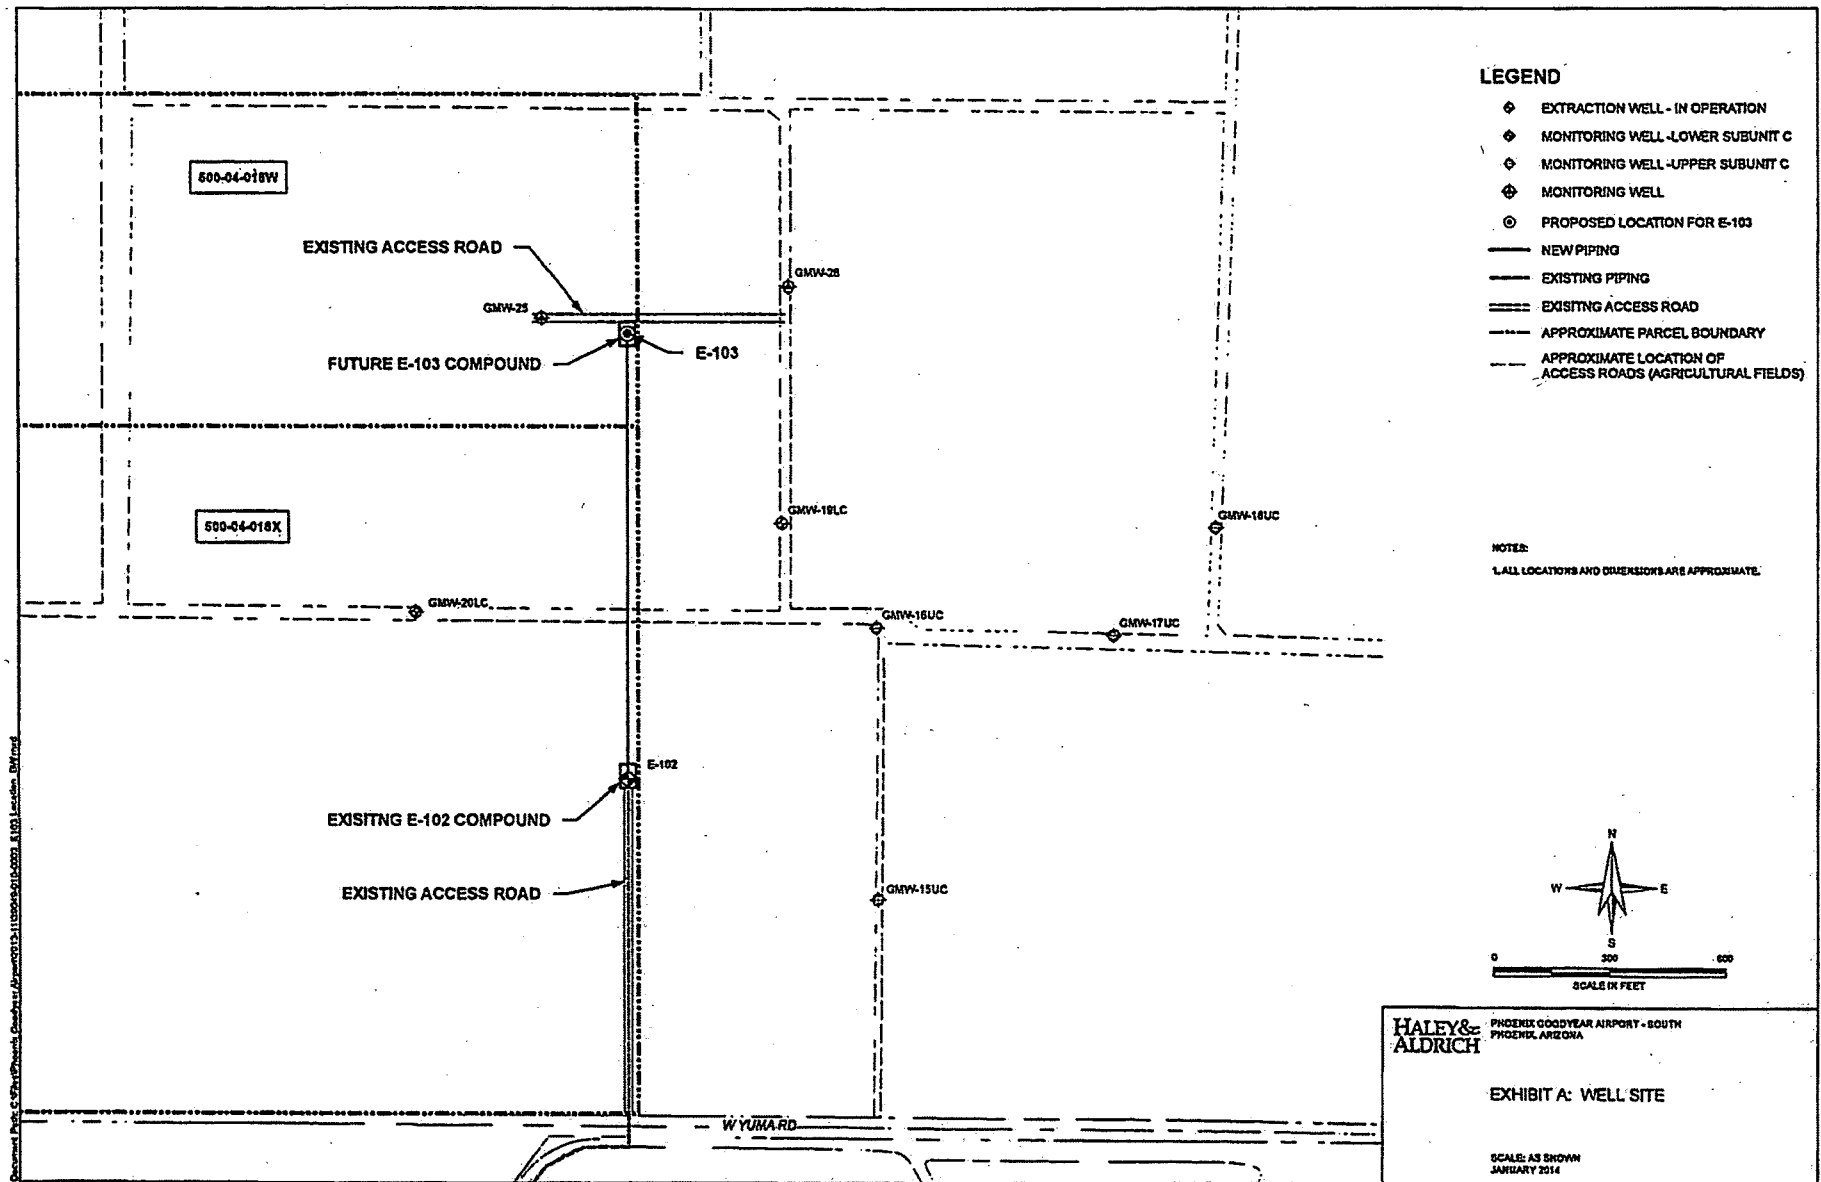 LEGEND
EXTRACTION WELL - IN OPERATION
MONITORING WELL -LOWER SUBUNIT C
MONITORING WELL -UPPER SUBUNIT C
MONITORING WELL
PROPOSED LOCATION FOR E-103
NEW PIPING
EXISTING PIPING
EXISITNG ACCESS ROAD
APPROXIMATE PARCEL BOUNDARY
APPROXIMATE LOCATION OF
ACCESS ROADS (AGRICULTURAL FIELDS)
500-04-016W
EXISTING ACCESS ROAD
GMW-26
GMW-25
E-103
FUTURE E-103 COMPOUND
GMW-19LC
GMW-18UC
500-04-016X
NOTES:
1. ALL LOCATIONS AND DIMENSIONS ARE APPROXIMATE.
GMW-20LC
GMW-16UC
GMW-17UC
E-102
EXISITNG E-102 COMPOUND
EXISTING ACCESS ROAD
GMW-15UC
N
W
E
S
0
300
600
SCALE IN FEET
W YUMA RD
HALEY&
ALDRICH
PHOENIX GOODYEAR AIRPORT - SOUTH
PHOENIX, ARIZONA
EXHIBIT A: WELL SITE
SCALE: AS SHOWN
JANUARY 2014